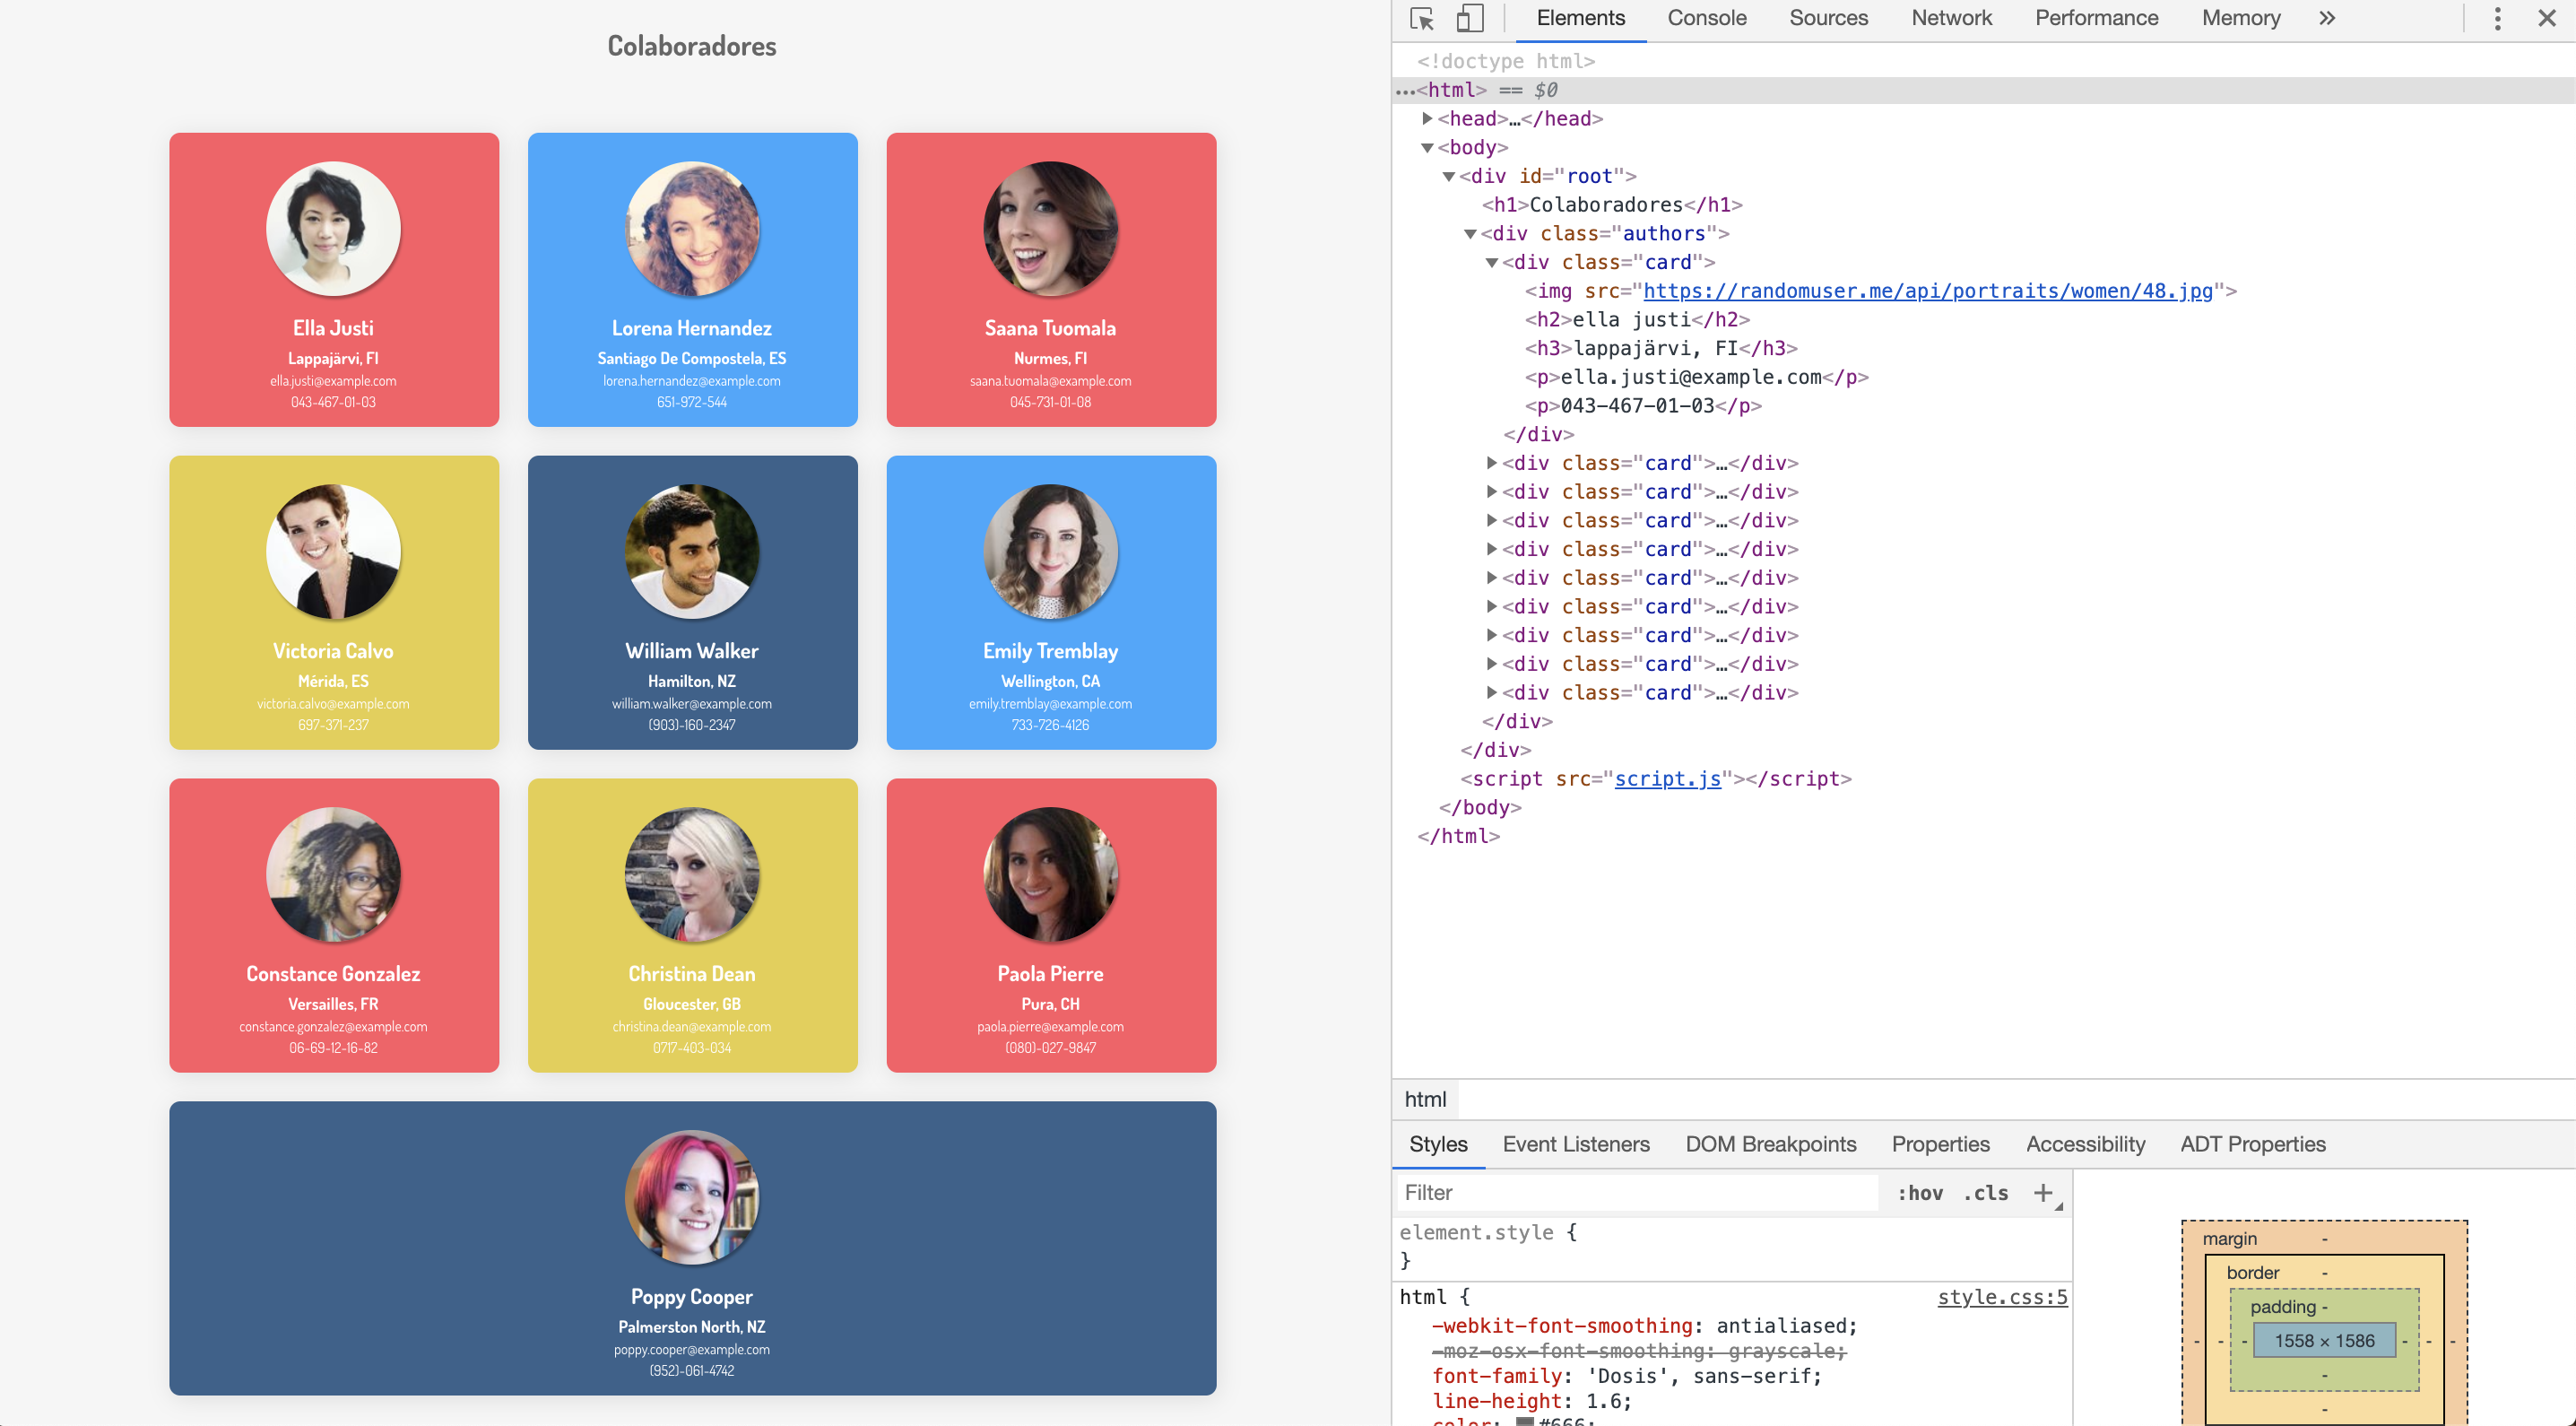 Colaboradores
Ella Justi
Lappajärvi, FI
ella.justi@example.com
043-467-01-03
Lorena Hernandez
Santiago De Compostela, ES
lorena.hernandez@example.com
651-972-544
Saana Tuomala
Nurmes, FI
saana.tuomala@example.com
045-731-01-08
Victoria Calvo
Mérida, ES
victoria.calvo@example.com
697-371-237
William Walker
Hamilton, NZ
william.walker@example.com
(903)-160-2347
Emily Tremblay
Wellington, CA
emily.tremblay@example.com
733-726-4126
Constance Gonzalez
Versailles, FR
constance.gonzalez@example.com
06-69-12-16-82
Christina Dean
Gloucester, GB
christina.dean@example.com
0717-403-034
Paola Pierre
Pura, CH
paola.pierre@example.com
(080)-027-9847
Poppy Cooper
Palmerston North, NZ
poppy.cooper@example.com
(952)-061-4742
Elements Console Sources Network Performance Memory »
<!doctype html>
…<html> == $0
<head>…</head>
<body>
<div id="root">
<h1>Colaboradores</h1>
<div class="authors">
<div class="card">
<img src="https://randomuser.me/api/portraits/women/48.jpg">
<h2>ella justi</h2>
<h3>lappajärvi, FI</h3>
<p>ella.justi@example.com</p>
<p>043-467-01-03</p>
</div>
<div class="card">…</div>
<div class="card">…</div>
<div class="card">…</div>
<div class="card">…</div>
<div class="card">…</div>
<div class="card">…</div>
<div class="card">…</div>
<div class="card">…</div>
<div class="card">…</div>
</div>
</div>
<script src="script.js"></script>
</body>
</html>
html
Styles Event Listeners DOM Breakpoints Properties Accessibility ADT Properties
Filter :hov .cls +
element.style {
}
html { style.css:5
-webkit-font-smoothing: antialiased;
-moz-osx-font-smoothing: grayscale;
font-family: 'Dosis', sans-serif;
line-height: 1.6;
color: #666;
margin -
border -
padding -
- - - 1558 × 1586 - - -
-
-